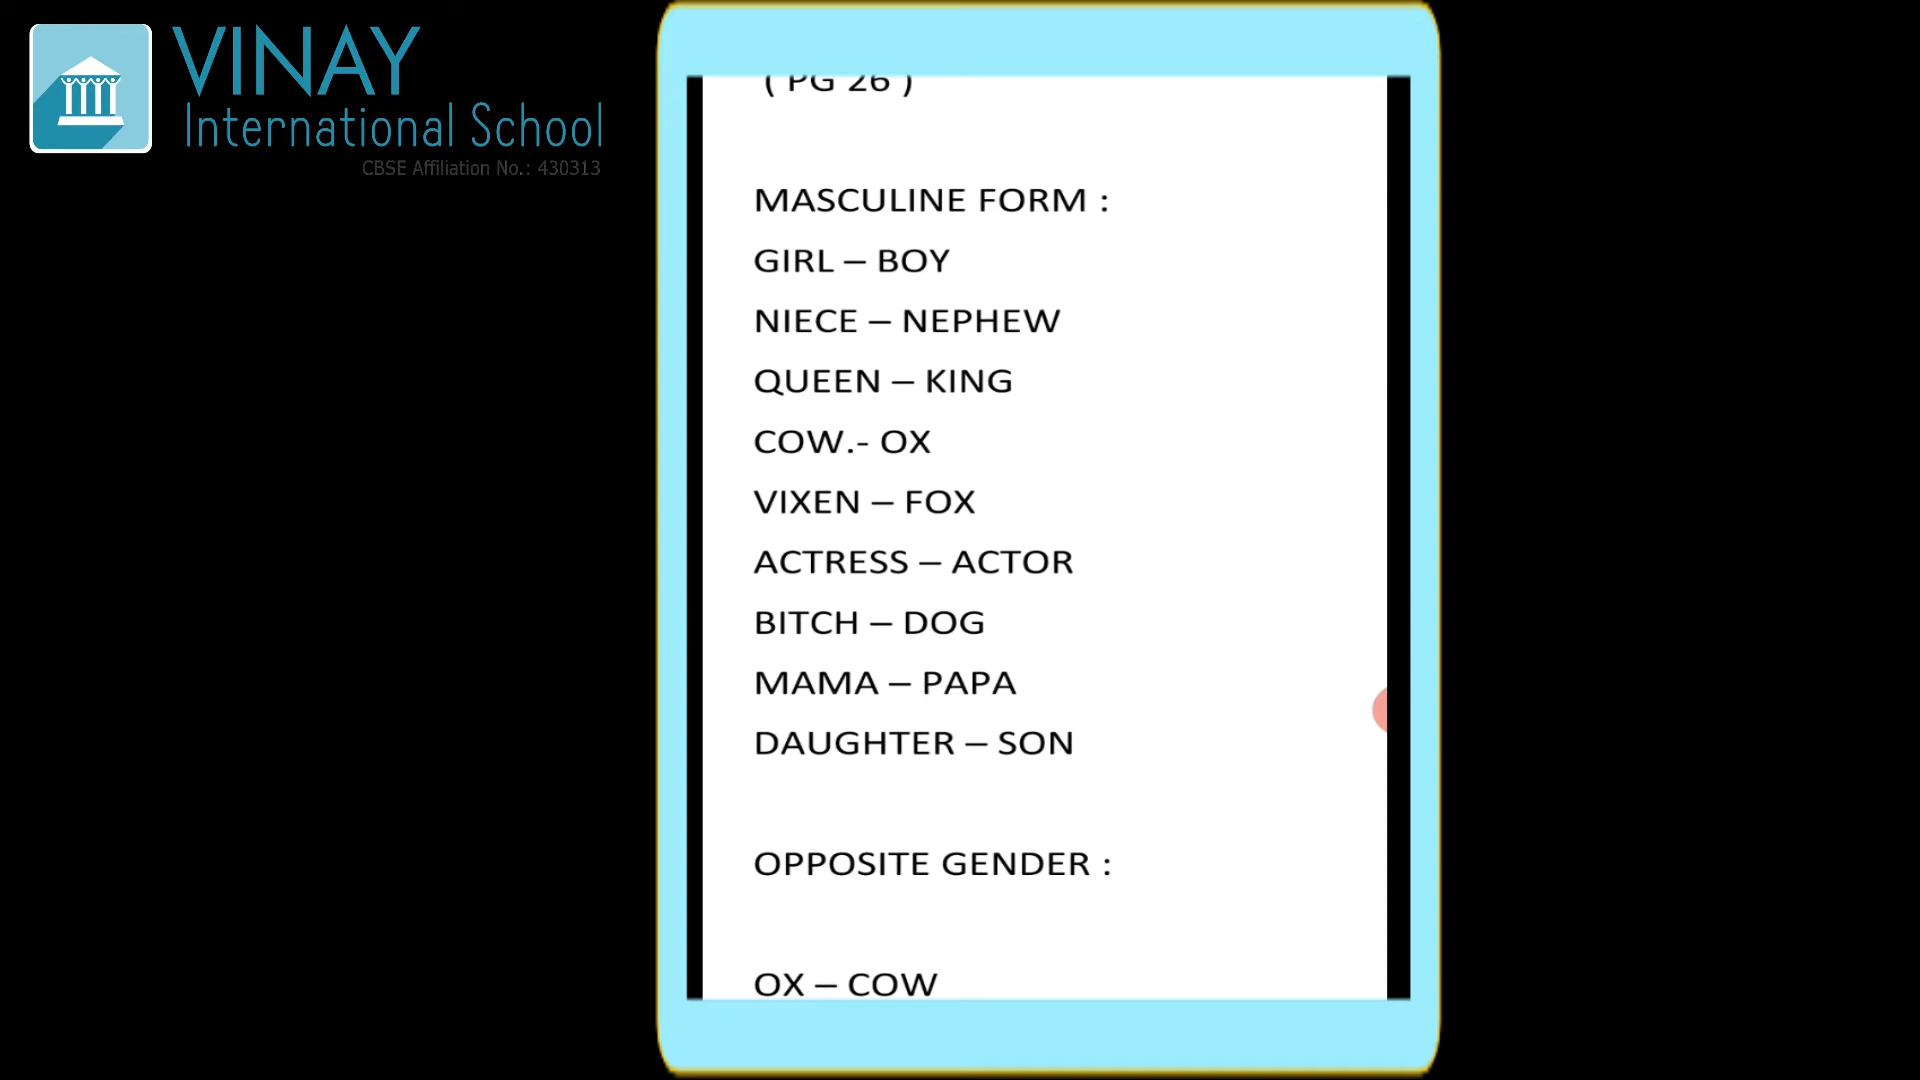 VINAY
International School
CBSE Affiliation No.: 430313
( PG 26 )
MASCULINE FORM :
GIRL – BOY
NIECE – NEPHEW
QUEEN – KING
COW.- OX
VIXEN – FOX
ACTRESS – ACTOR
BITCH – DOG
MAMA – PAPA
DAUGHTER – SON
OPPOSITE GENDER :
OX – COW